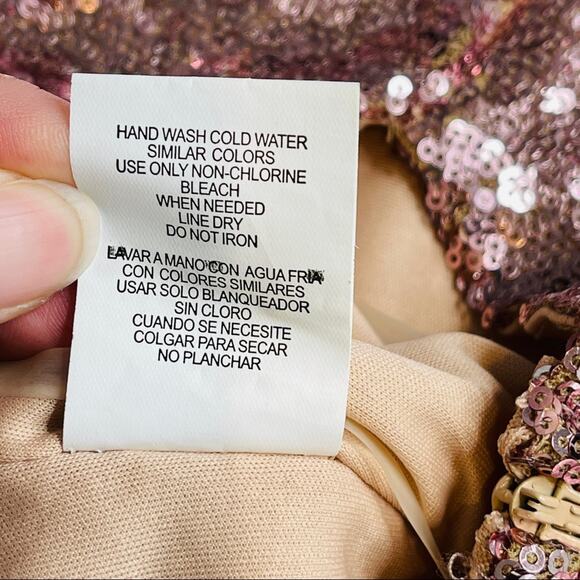 HAND WASH COLD WATER
SIMILAR COLORS
USE ONLY NON-CHLORINE
BLEACH
WHEN NEEDED
LINE DRY
DO NOT IRON
LAVAR A MANO CON AGUA FRIA
CON COLORES SIMILARES
USAR SOLO BLANQUEADOR
SIN CLORO
CUANDO SE NECESITE
COLGAR PARA SECAR
NO PLANCHAR